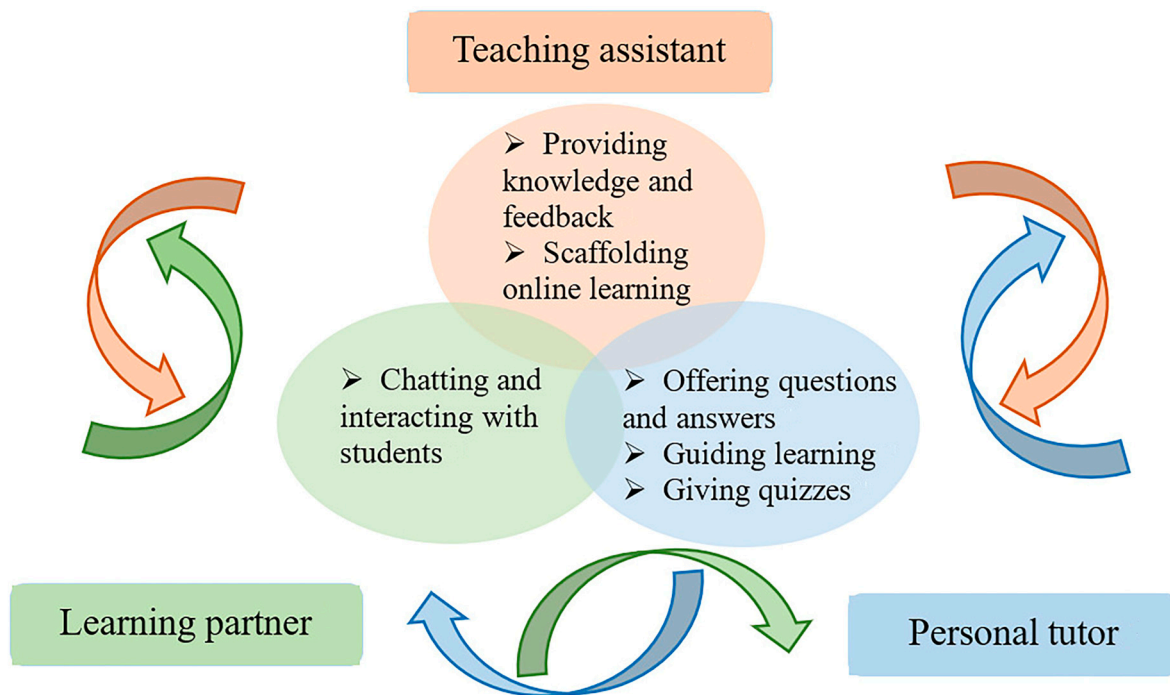 Teaching assistant
➢ Providing
knowledge and
feedback
➢ Scaffolding
online learning
➢ Chatting and
interacting with
students
➢ Offering questions
and answers
➢ Guiding learning
➢ Giving quizzes
Learning partner
Personal tutor